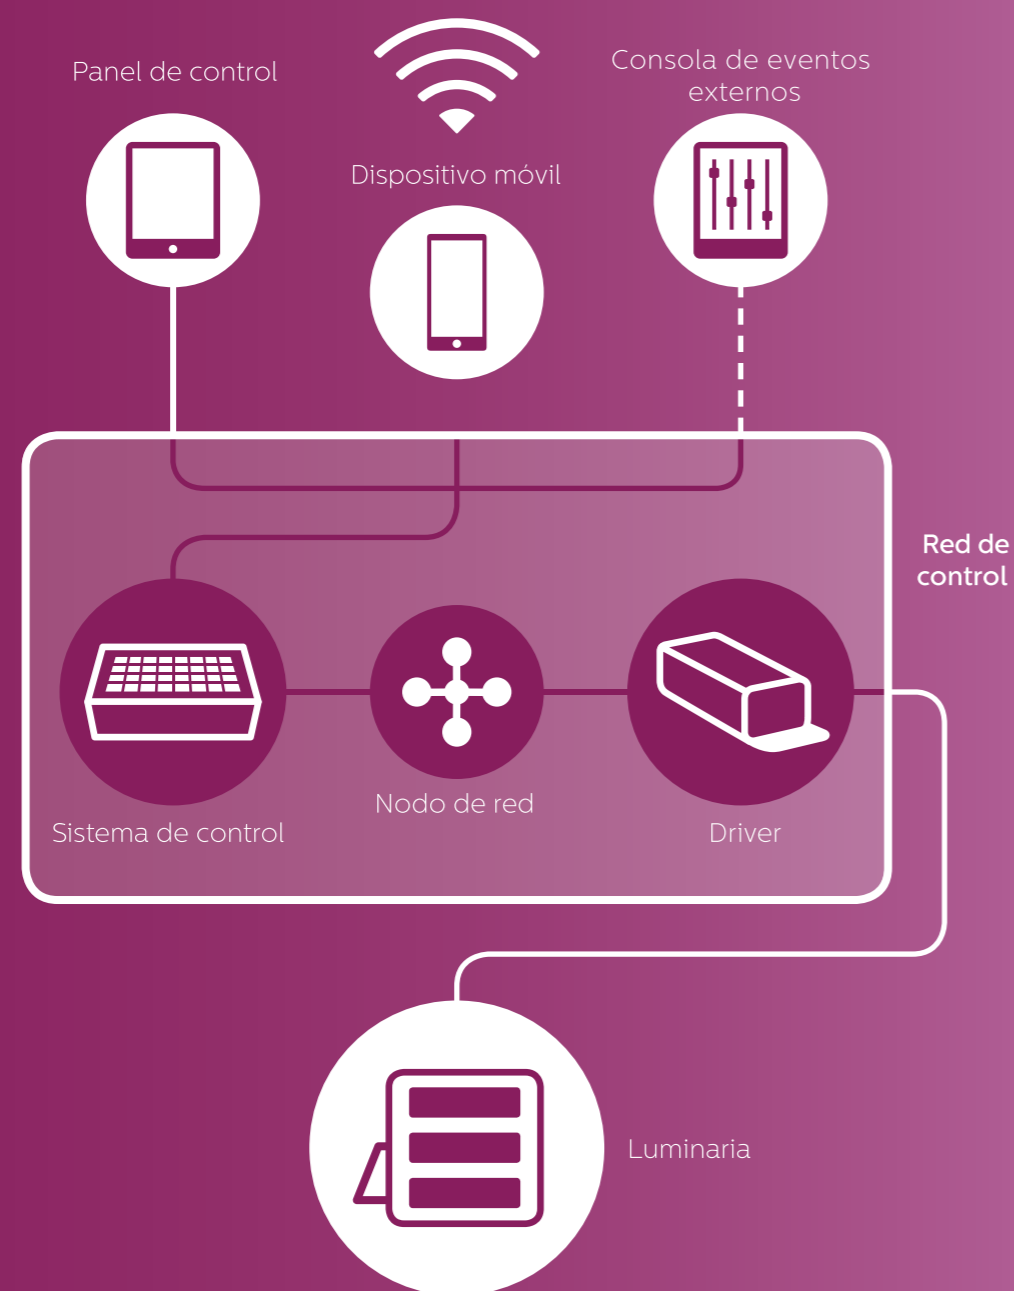 Panel de control
Consola de eventos
externos
Dispositivo móvil
Red de
control
Sistema de control
Nodo de red
Driver
Luminaria